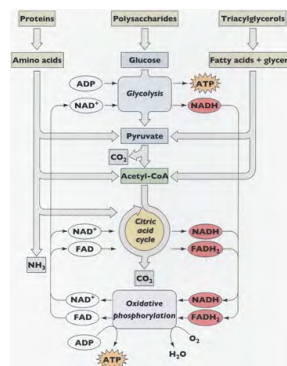 Proteins
Polysaccharides
Triacylglycerols
Amino acids
Glucose
Fatty acids + glycer
ADP
ATP
Glycolysis
NAD⁺
NADH
Pyruvate
CO₂
Acetyl-CoA
Citric
acid
cycle
NAD⁺
NADH
FAD
FADH₂
NH₃
CO₂
NAD⁺
NADH
Oxidative
phosphorylation
FAD
FADH₂
ADP
O₂
ATP
H₂O